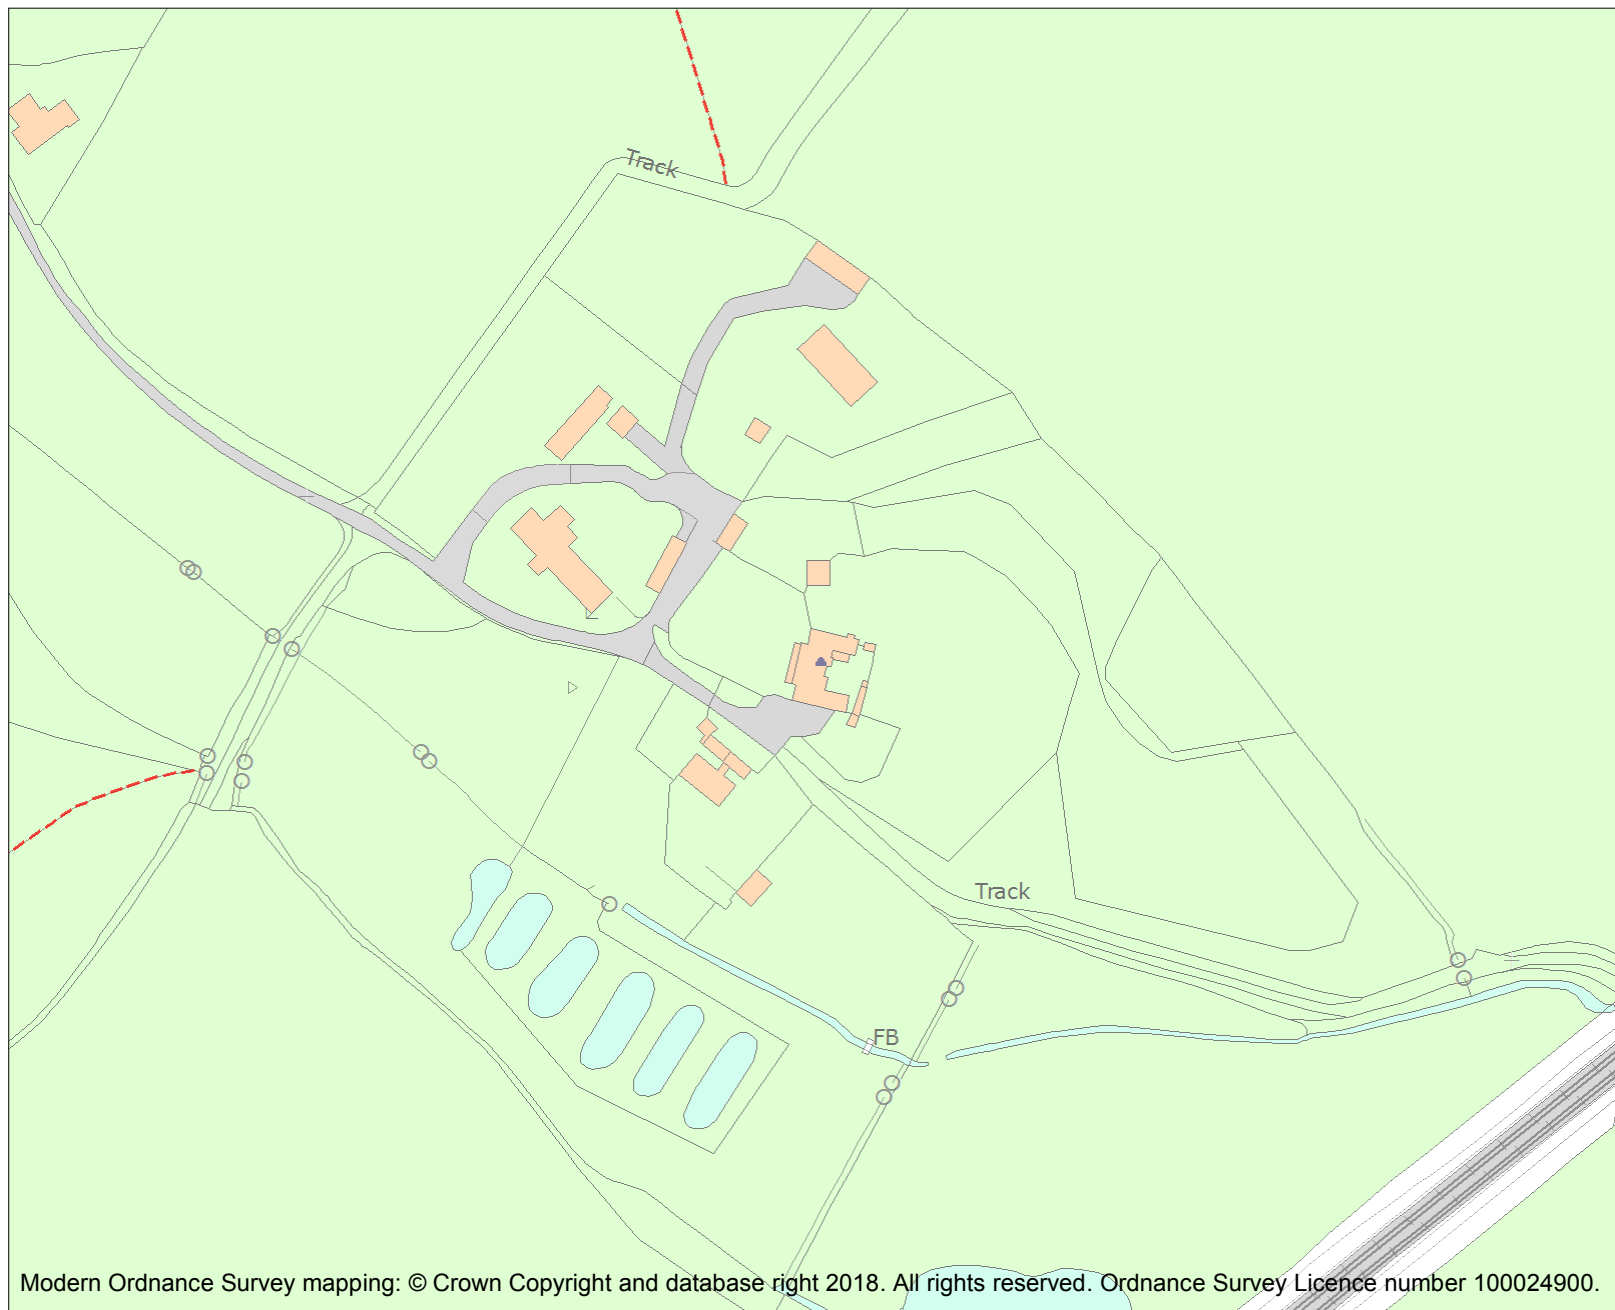 Track
Track
FB
Modern Ordnance Survey mapping: © Crown Copyright and database right 2018. All rights reserved. Ordnance Survey Licence number 100024900.